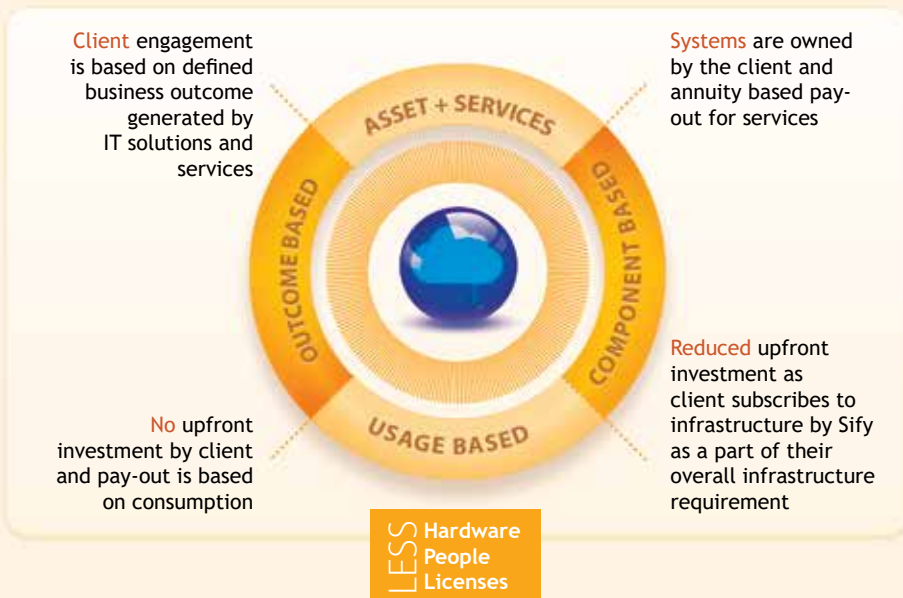 Client engagement
is based on defined
business outcome
generated by
IT solutions and
services
Systems are owned
by the client and
annuity based pay-
out for services
ASSET + SERVICES
OUTCOME BASED
COMPONENT BASED
USAGE BASED
No upfront
investment by client
and pay-out is based
on consumption
Reduced upfront
investment as
client subscribes to
infrastructure by Sify
as a part of their
overall infrastructure
requirement
LESS
Hardware
People
Licenses